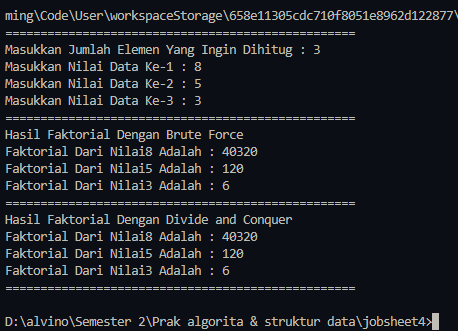 ming\Code\User\workspaceStorage\658e11305cdc710f8051e8962d122877\
==================================================
Masukkan Jumlah Elemen Yang Ingin Dihitug : 3
Masukkan Nilai Data Ke-1 : 8
Masukkan Nilai Data Ke-2 : 5
Masukkan Nilai Data Ke-3 : 3
==================================================
Hasil Faktorial Dengan Brute Force
Faktorial Dari Nilai8 Adalah : 40320
Faktorial Dari Nilai5 Adalah : 120
Faktorial Dari Nilai3 Adalah : 6
==================================================
Hasil Faktorial Dengan Divide and Conquer
Faktorial Dari Nilai8 Adalah : 40320
Faktorial Dari Nilai5 Adalah : 120
Faktorial Dari Nilai3 Adalah : 6
==================================================
D:\alvino\Semester 2\Prak algorita & struktur data\jobsheet4>